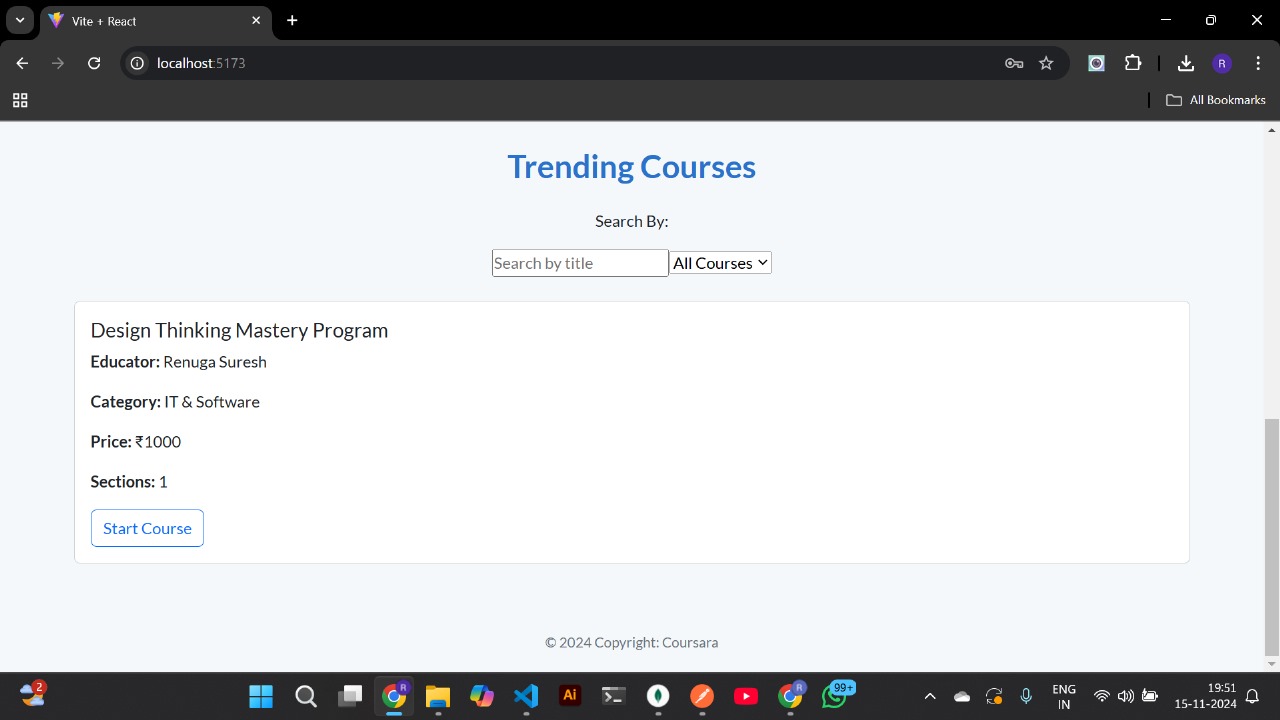 Vite + React
localhost:5173
R
All Bookmarks
Trending Courses
Search By:
Search by title
All Courses
Design Thinking Mastery Program
Educator: Renuga Suresh
Category: IT & Software
Price: ₹1000
Sections: 1
Start Course
© 2024 Copyright: Coursara
2
R
Ai
R
99+
ENG
IN
19:51
15-11-2024